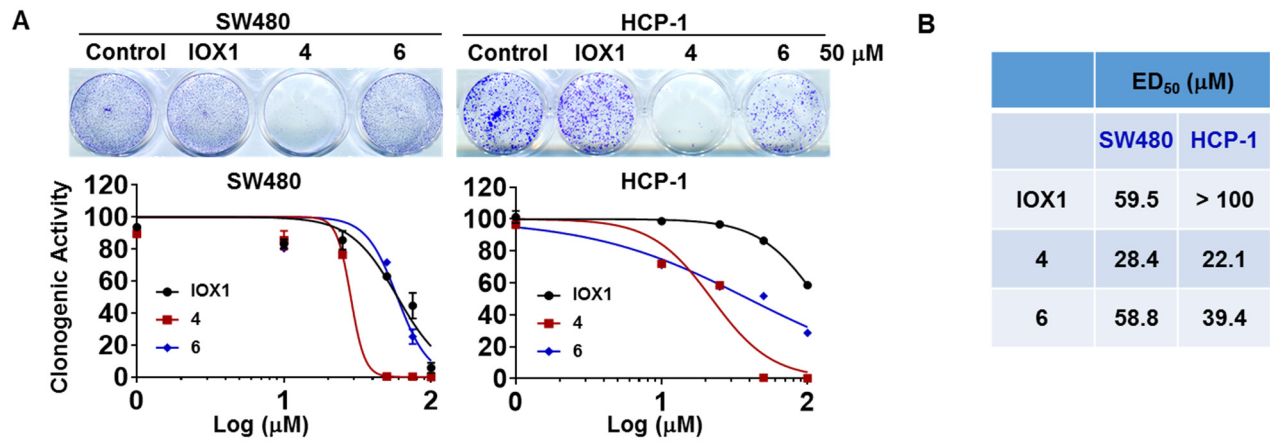 A
SW480
Control IOX1 4 6
HCP-1
Control IOX1 4 6 50 μM
SW480
Clonogenic Activity
120
100
80
60
40
20
0
IOX1
4
6
0 1 2
Log (μM)
HCP-1
120
100
80
60
40
20
0
IOX1
4
6
0 1 2
Log (μM)
B
ED50 (μM)
SW480 HCP-1
IOX1 59.5 > 100
4 28.4 22.1
6 58.8 39.4